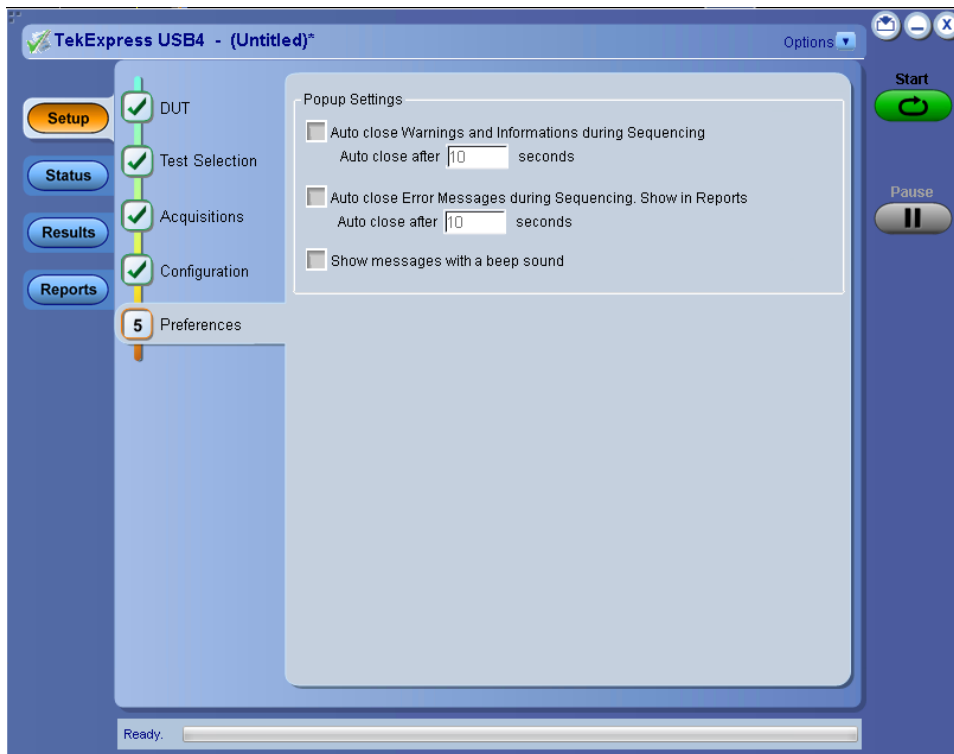 TekExpress USB4 - (Untitled)*
Options
Start
Pause
Setup
Status
Results
Reports
DUT
Test Selection
Acquisitions
Configuration
5 Preferences
Popup Settings
Auto close Warnings and Informations during Sequencing
Auto close after 10 seconds
Auto close Error Messages during Sequencing. Show in Reports
Auto close after 10 seconds
Show messages with a beep sound
Ready.